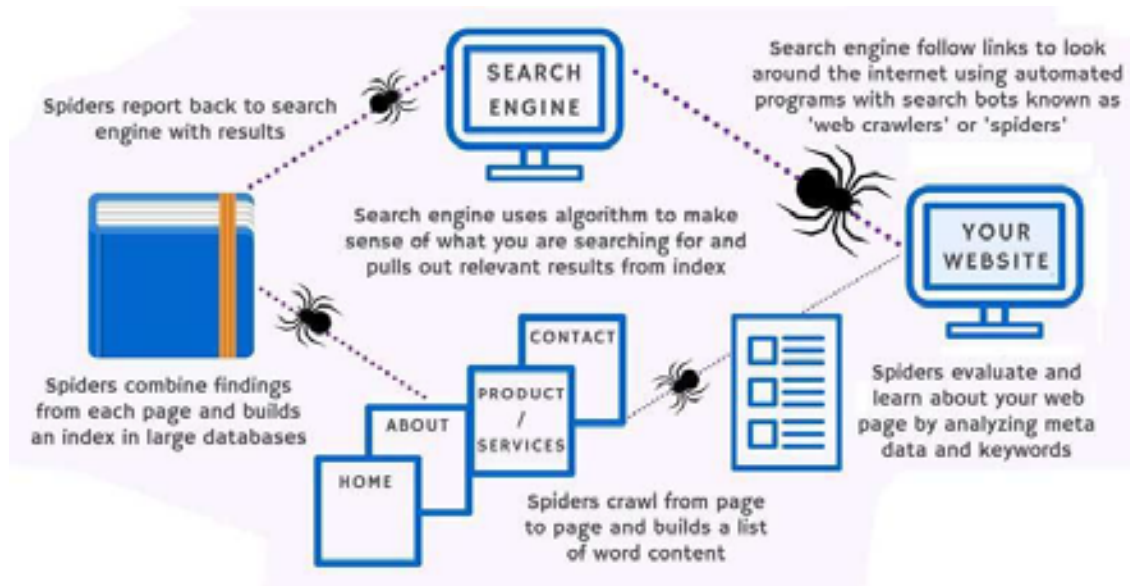 SEARCH
ENGINE
Search engine follow links to look
around the internet using automated
programs with search bots known as
'web crawlers' or 'spiders'
Spiders report back to search
engine with results
Search engine uses algorithm to make
sense of what you are searching for and
pulls out relevant results from index
YOUR
WEBSITE
Spiders evaluate and
learn about your web
page by analyzing meta
data and keywords
CONTACT
PRODUCT
/
SERVICES
ABOUT
HOME
Spiders crawl from page
to page and builds a list
of word content
Spiders combine findings
from each page and builds
an index in large databases